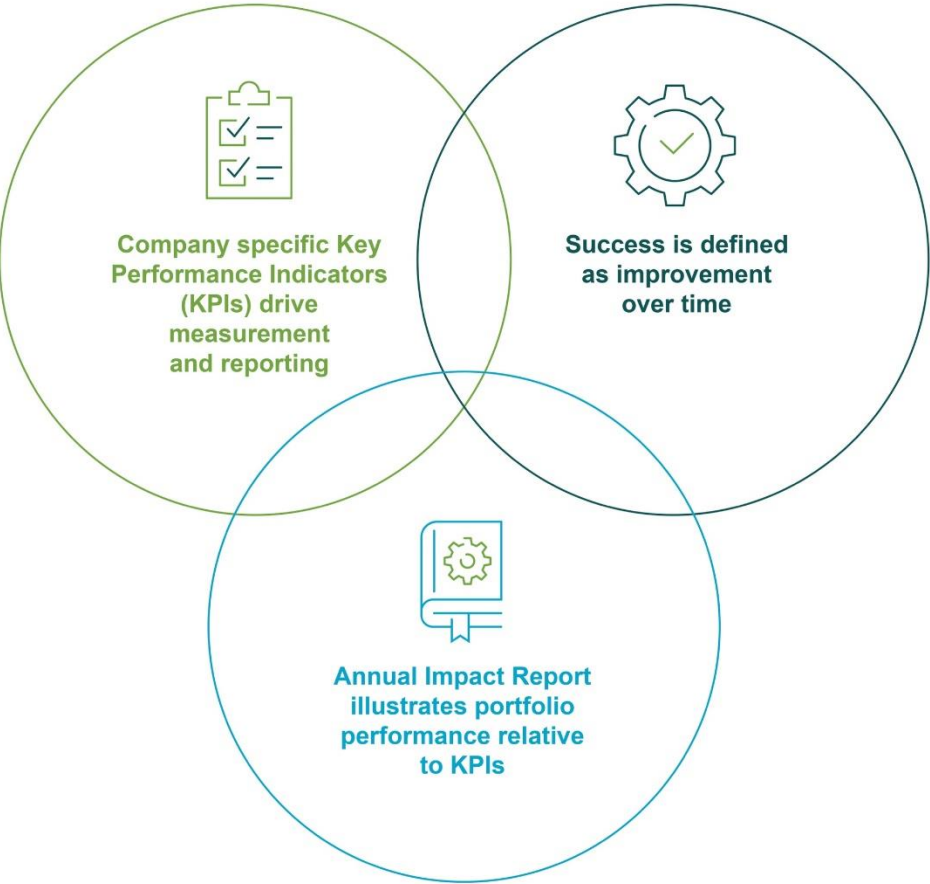 Company specific Key
Performance Indicators
(KPIs) drive
measurement
and reporting
Success is defined
as improvement
over time
Annual Impact Report
illustrates portfolio
performance relative
to KPIs